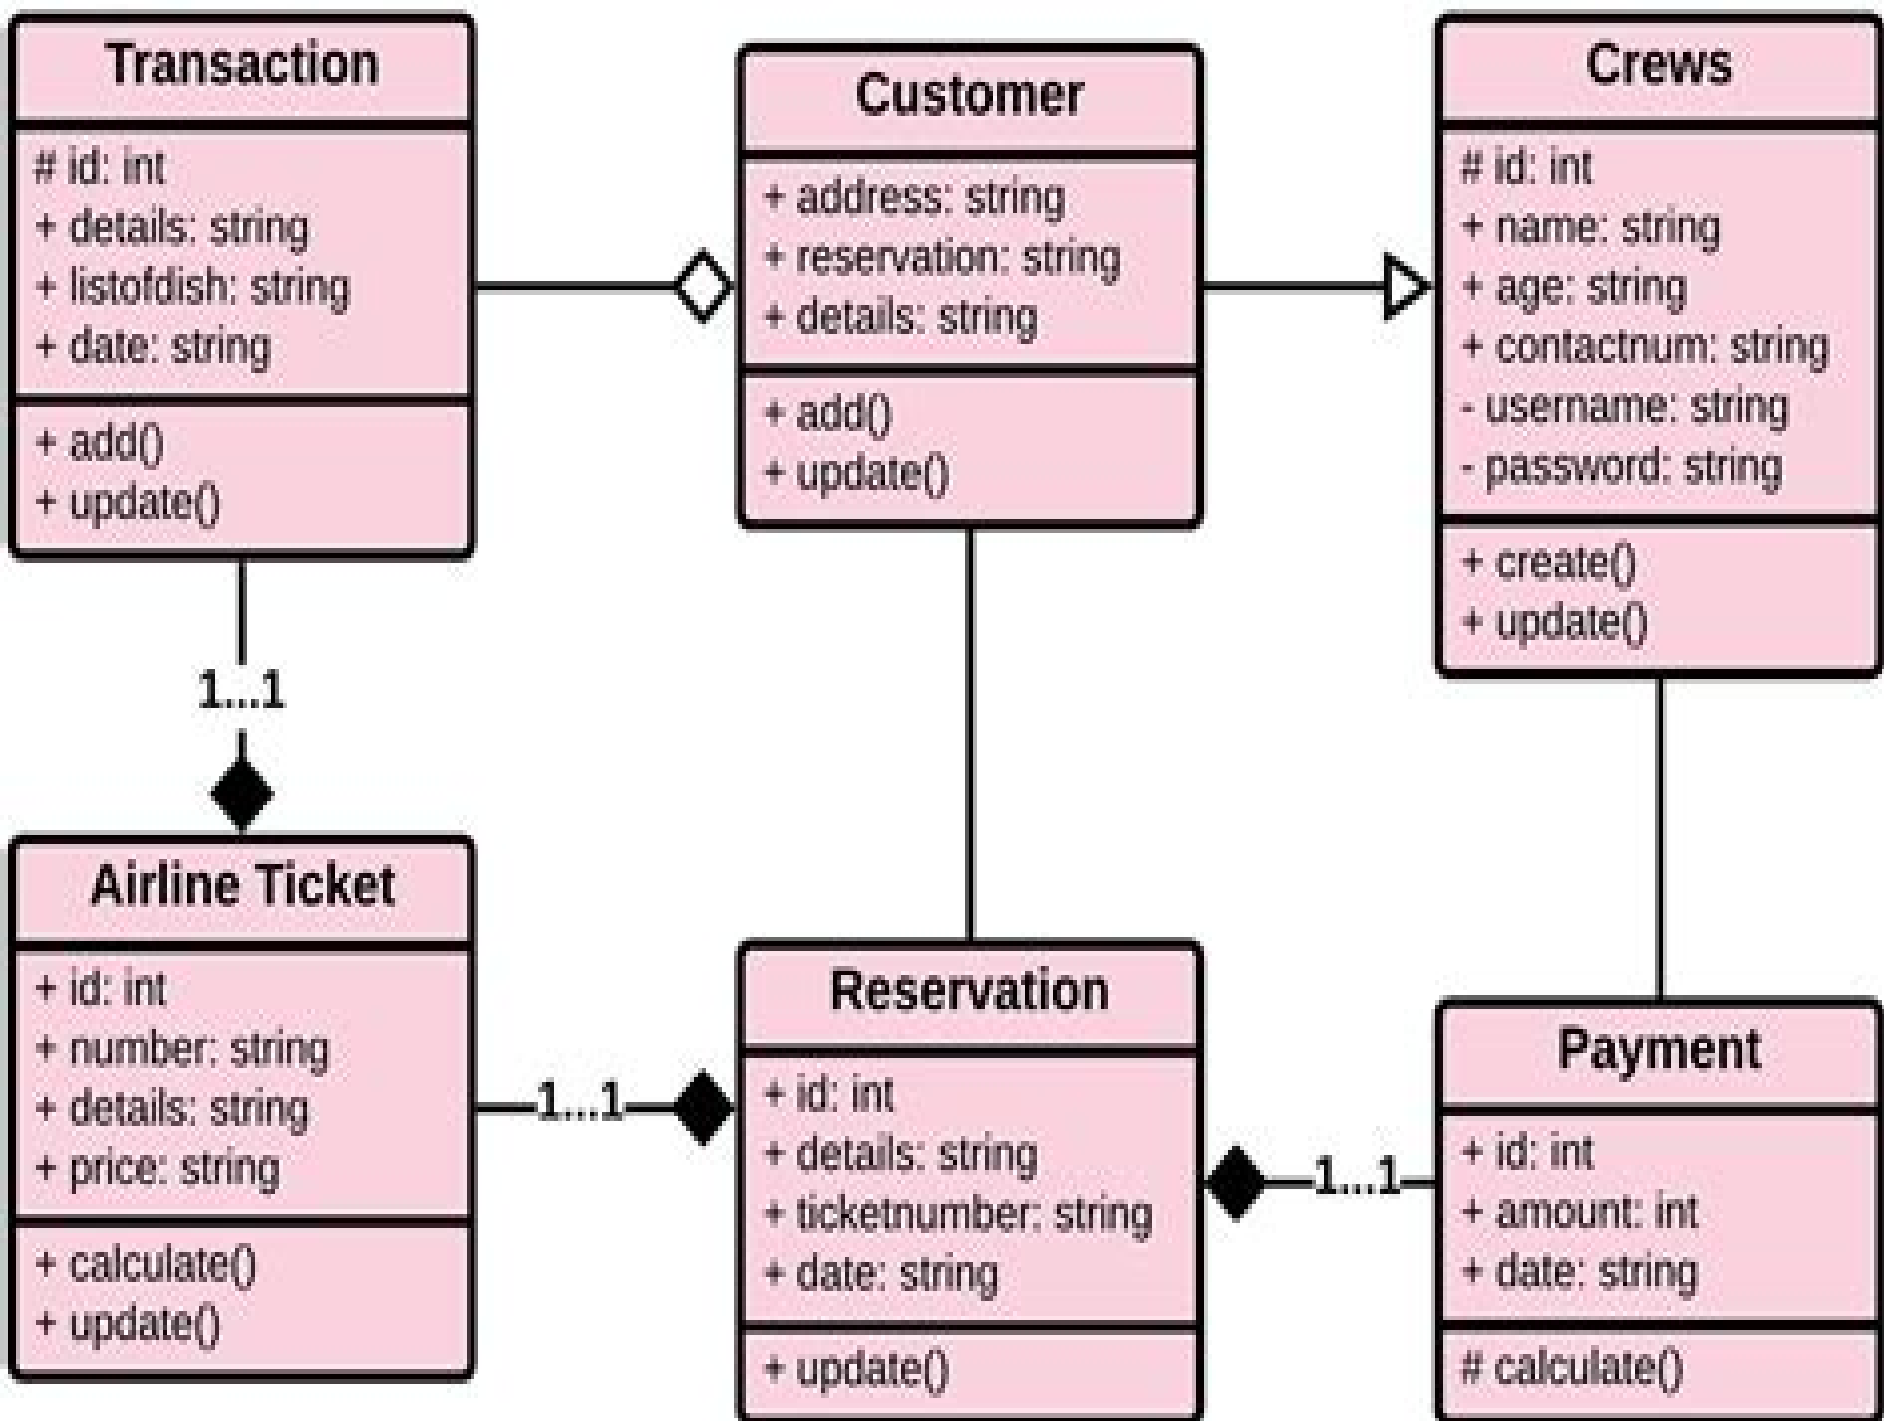 Transaction
# id: int
+ details: string
+ listofdish: string
+ date: string
+ add()
+ update()
Customer
+ address: string
+ reservation: string
+ details: string
+ add()
+ update()
Crews
# id: int
+ name: string
+ age: string
+ contactnum: string
- username: string
- password: string
+ create()
+ update()
1...1
Airline Ticket
+ id: int
+ number: string
+ details: string
+ price: string
+ calculate()
+ update()
1...1
Reservation
+ id: int
+ details: string
+ ticketnumber: string
+ date: string
+ update()
1...1
Payment
+ id: int
+ amount: int
+ date: string
# calculate()